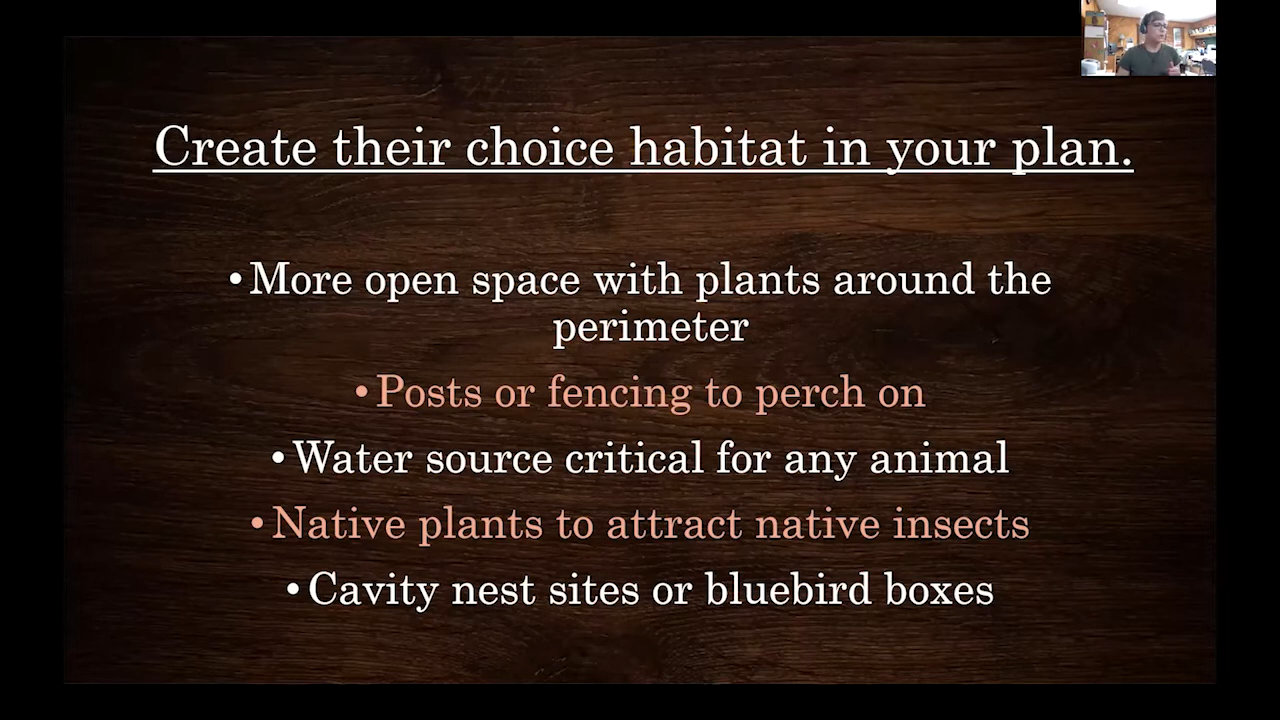 Create their choice habitat in your plan.
• More open space with plants around the
perimeter
• Posts or fencing to perch on
• Water source critical for any animal
• Native plants to attract native insects
• Cavity nest sites or bluebird boxes